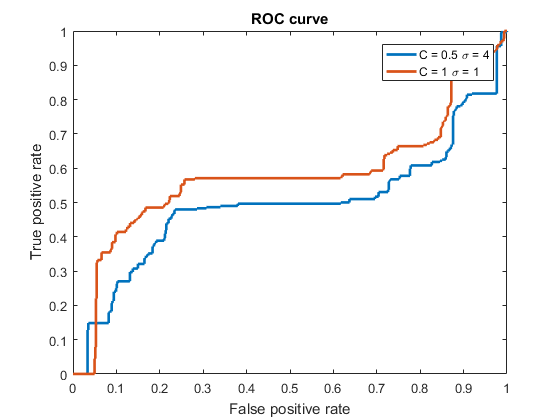 ROC curve
C = 0.5 σ = 4
C = 1 σ = 1
True positive rate
1
0.9
0.8
0.7
0.6
0.5
0.4
0.3
0.2
0.1
0
0 0.1 0.2 0.3 0.4 0.5 0.6 0.7 0.8 0.9 1
False positive rate